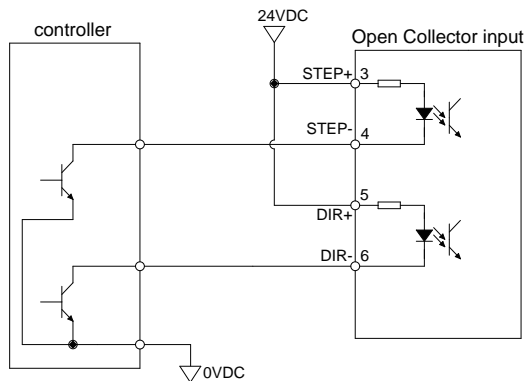 24VDC
controller
Open Collector input
STEP+ 3
STEP- 4
5
DIR+
DIR- 6
0VDC